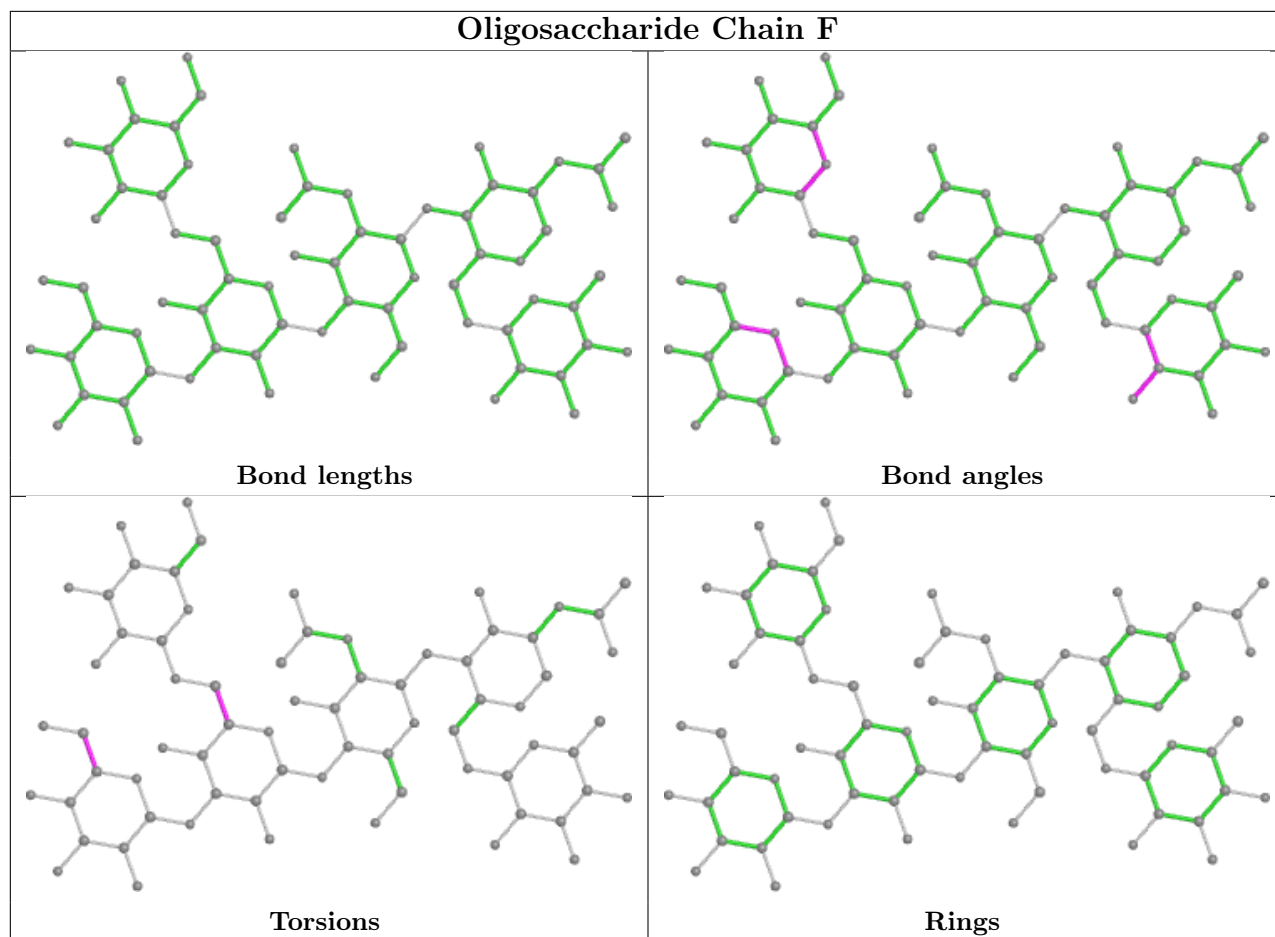 Oligosaccharide Chain F
Bond lengths
Bond angles
Torsions
Rings